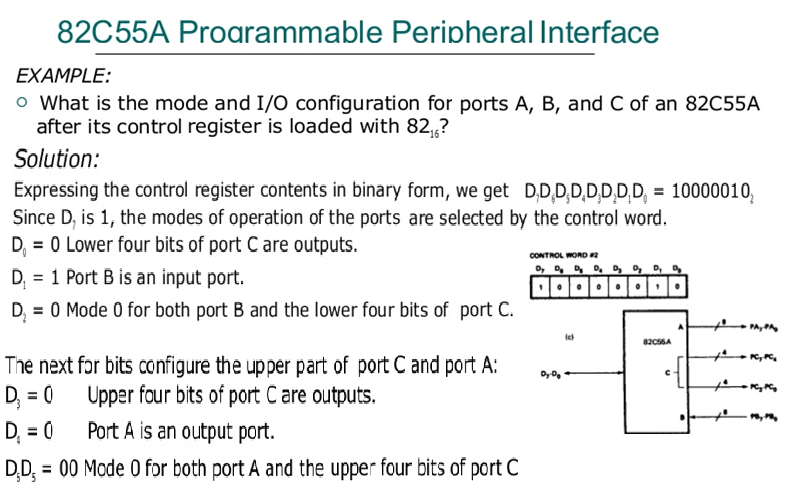 82C55A Programmable Peripheral Interface
EXAMPLE:
○ What is the mode and I/O configuration for ports A, B, and C of an 82C55A
after its control register is loaded with 82₁₆?
Solution:
Expressing the control register contents in binary form, we get D₇D₆D₅D₄D₃D₂D₁D₀ = 10000010₂
Since D₇ is 1, the modes of operation of the ports are selected by the control word.
D₀ = 0 Lower four bits of port C are outputs.
D₁ = 1 Port B is an input port.
D₂ = 0 Mode 0 for both port B and the lower four bits of port C.
CONTROL WORD #2
D₇ D₆ D₅ D₄ D₃ D₂ D₁ D₀
1 0 0 0 0 0 1 0
(c)
82C55A
A
PA₇-PA₀
PC₇-PC₄
D₇-D₀
C
PC₃-PC₀
B
PB₇-PB₀
8
4
4
8
The next for bits configure the upper part of port C and port A:
D₃ = 0 Upper four bits of port C are outputs.
D₄ = 0 Port A is an output port.
D₆D₅ = 00 Mode 0 for both port A and the upper four bits of port C